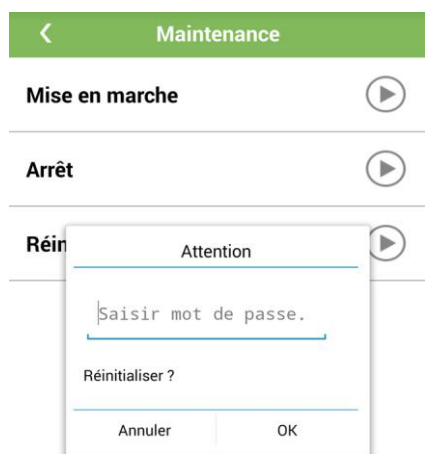 Maintenance
Mise en marche
Arrêt
Réin
Attention
Saisir mot de passe.
Réinitialiser ?
Annuler OK